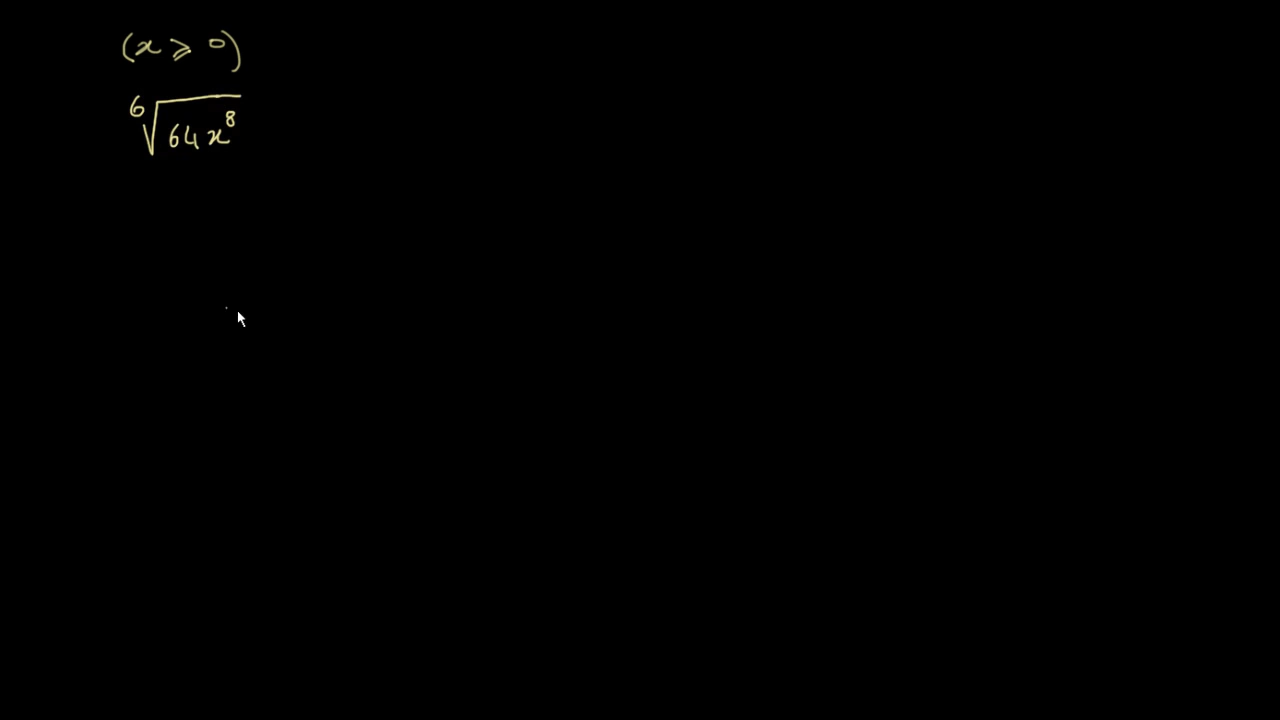 (x ⩾ 0)
⁶√64x⁸